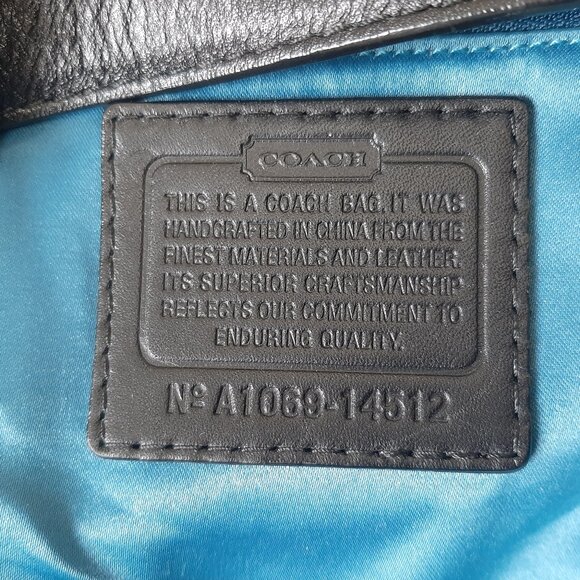 COACH
THIS IS A COACH BAG. IT WAS
HANDCRAFTED IN CHINA FROM THE
FINEST MATERIALS AND LEATHER.
ITS SUPERIOR CRAFTSMANSHIP
REFLECTS OUR COMMITMENT TO
ENDURING QUALITY.
Nº A1069-14512